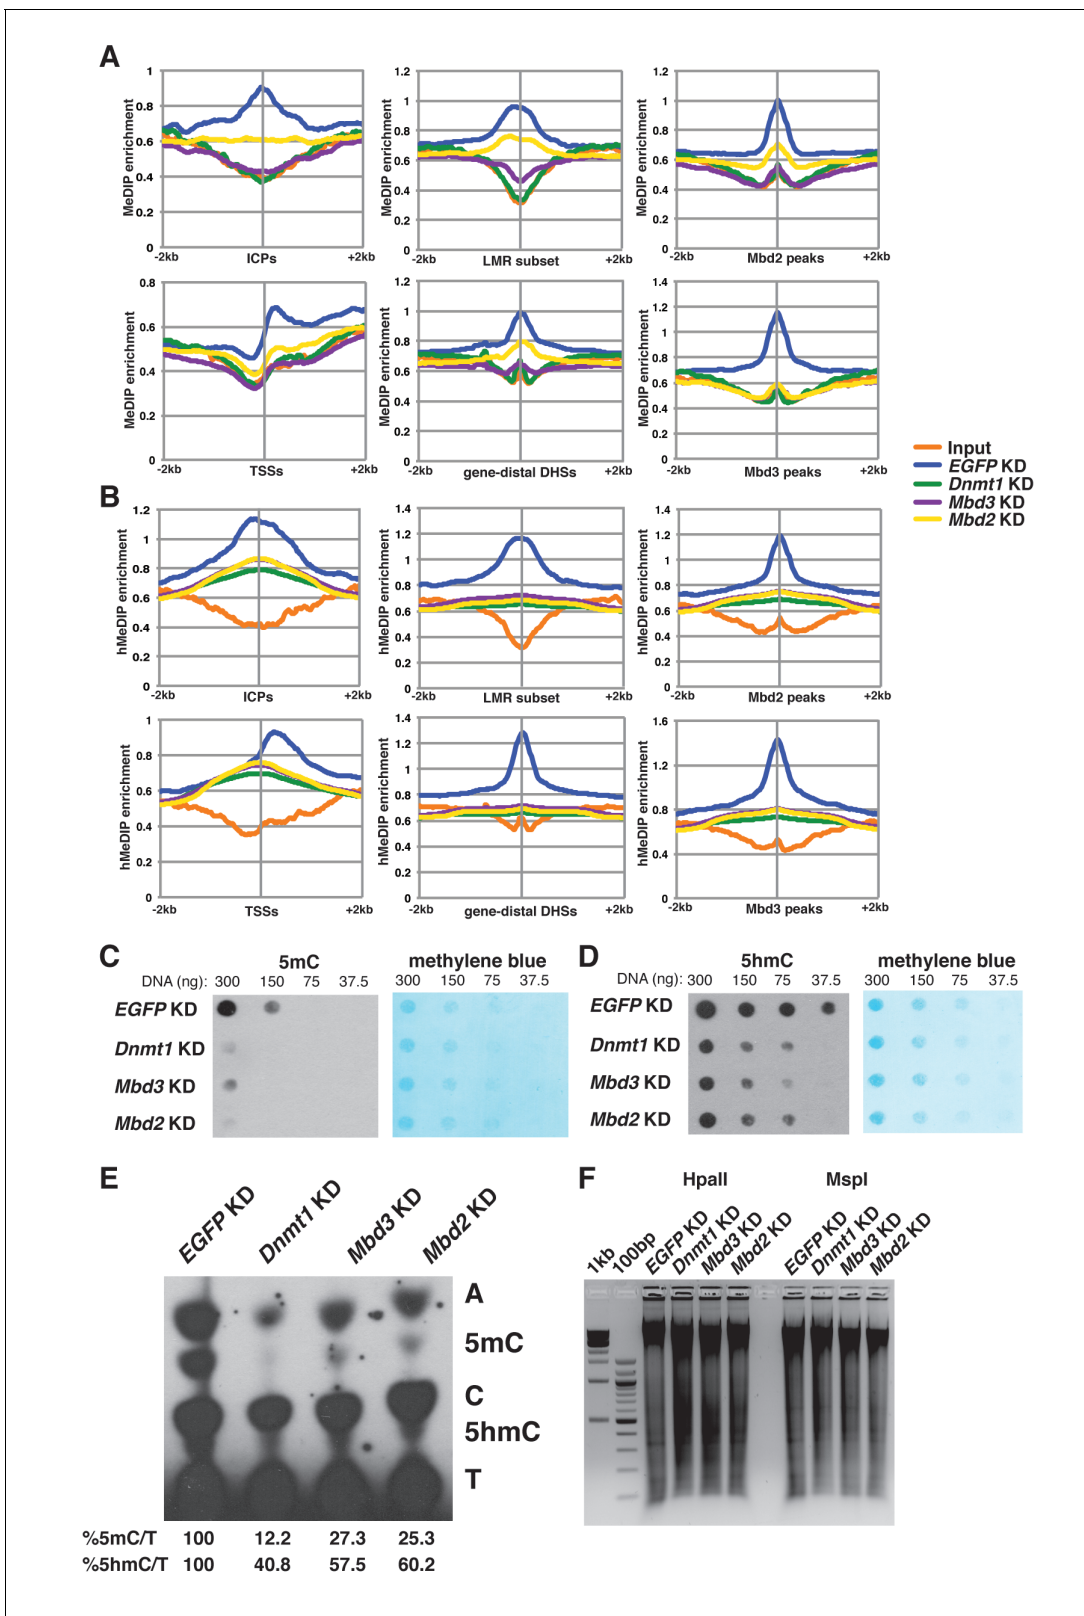 A
MeDIP enrichment
1
0.8
0.6
0.4
0.2
0
-2kb
ICPs
+2kb
MeDIP enrichment
1.2
1
0.8
0.6
0.4
0.2
0
-2kb
LMR subset
+2kb
MeDIP enrichment
1.2
1
0.8
0.6
0.4
0.2
0
-2kb
Mbd2 peaks
+2kb
MeDIP enrichment
0.8
0.6
0.4
0.2
0
-2kb
TSSs
+2kb
MeDIP enrichment
1.2
1
0.8
0.6
0.4
0.2
0
-2kb
gene-distal DHSs
+2kb
MeDIP enrichment
1.4
1.2
1
0.8
0.6
0.4
0.2
0
-2kb
Mbd3 peaks
+2kb
Input
EGFP KD
Dnmt1 KD
Mbd3 KD
Mbd2 KD
B
hMeDIP enrichment
1.2
1
0.8
0.6
0.4
0.2
0
-2kb
ICPs
+2kb
hMeDIP enrichment
1.4
1.2
1
0.8
0.6
0.4
0.2
0
-2kb
LMR subset
+2kb
hMeDIP enrichment
1.4
1.2
1
0.8
0.6
0.4
0.2
0
-2kb
Mbd2 peaks
+2kb
hMeDIP enrichment
1
0.8
0.6
0.4
0.2
0
-2kb
TSSs
+2kb
hMeDIP enrichment
1.4
1.2
1
0.8
0.6
0.4
0.2
0
-2kb
gene-distal DHSs
+2kb
hMeDIP enrichment
1.6
1.2
0.8
0.4
0
-2kb
Mbd3 peaks
+2kb
C
5mC
methylene blue
DNA (ng): 300 150 75 37.5 300 150 75 37.5
EGFP KD
Dnmt1 KD
Mbd3 KD
Mbd2 KD
D
5hmC
methylene blue
DNA (ng): 300 150 75 37.5 300 150 75 37.5
EGFP KD
Dnmt1 KD
Mbd3 KD
Mbd2 KD
E
EGFP KD
Dnmt1 KD
Mbd3 KD
Mbd2 KD
A
5mC
C
5hmC
T
%5mC/T 100 12.2 27.3 25.3
%5hmC/T 100 40.8 57.5 60.2
F
HpaII
MspI
1kb
100bp
EGFP KD
Dnmt1 KD
Mbd3 KD
Mbd2 KD
EGFP KD
Dnmt1 KD
Mbd3 KD
Mbd2 KD